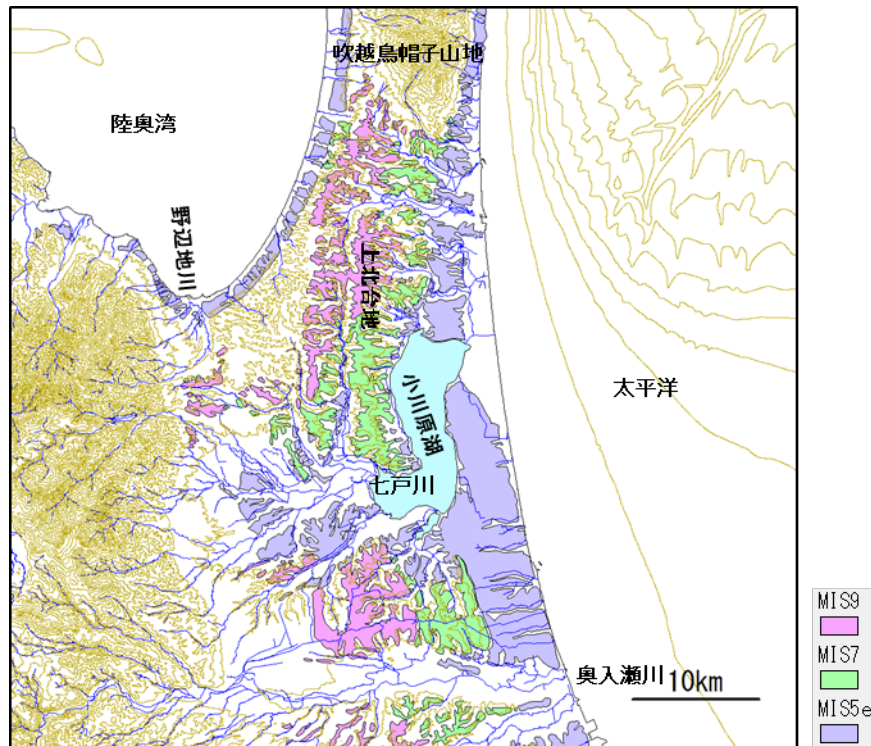 吹越烏帽子山地
陸奥湾
野辺地川
上北台地
小川原湖
太平洋
七戸川
奥入瀬川
10km
MIS9
MIS7
MIS5e